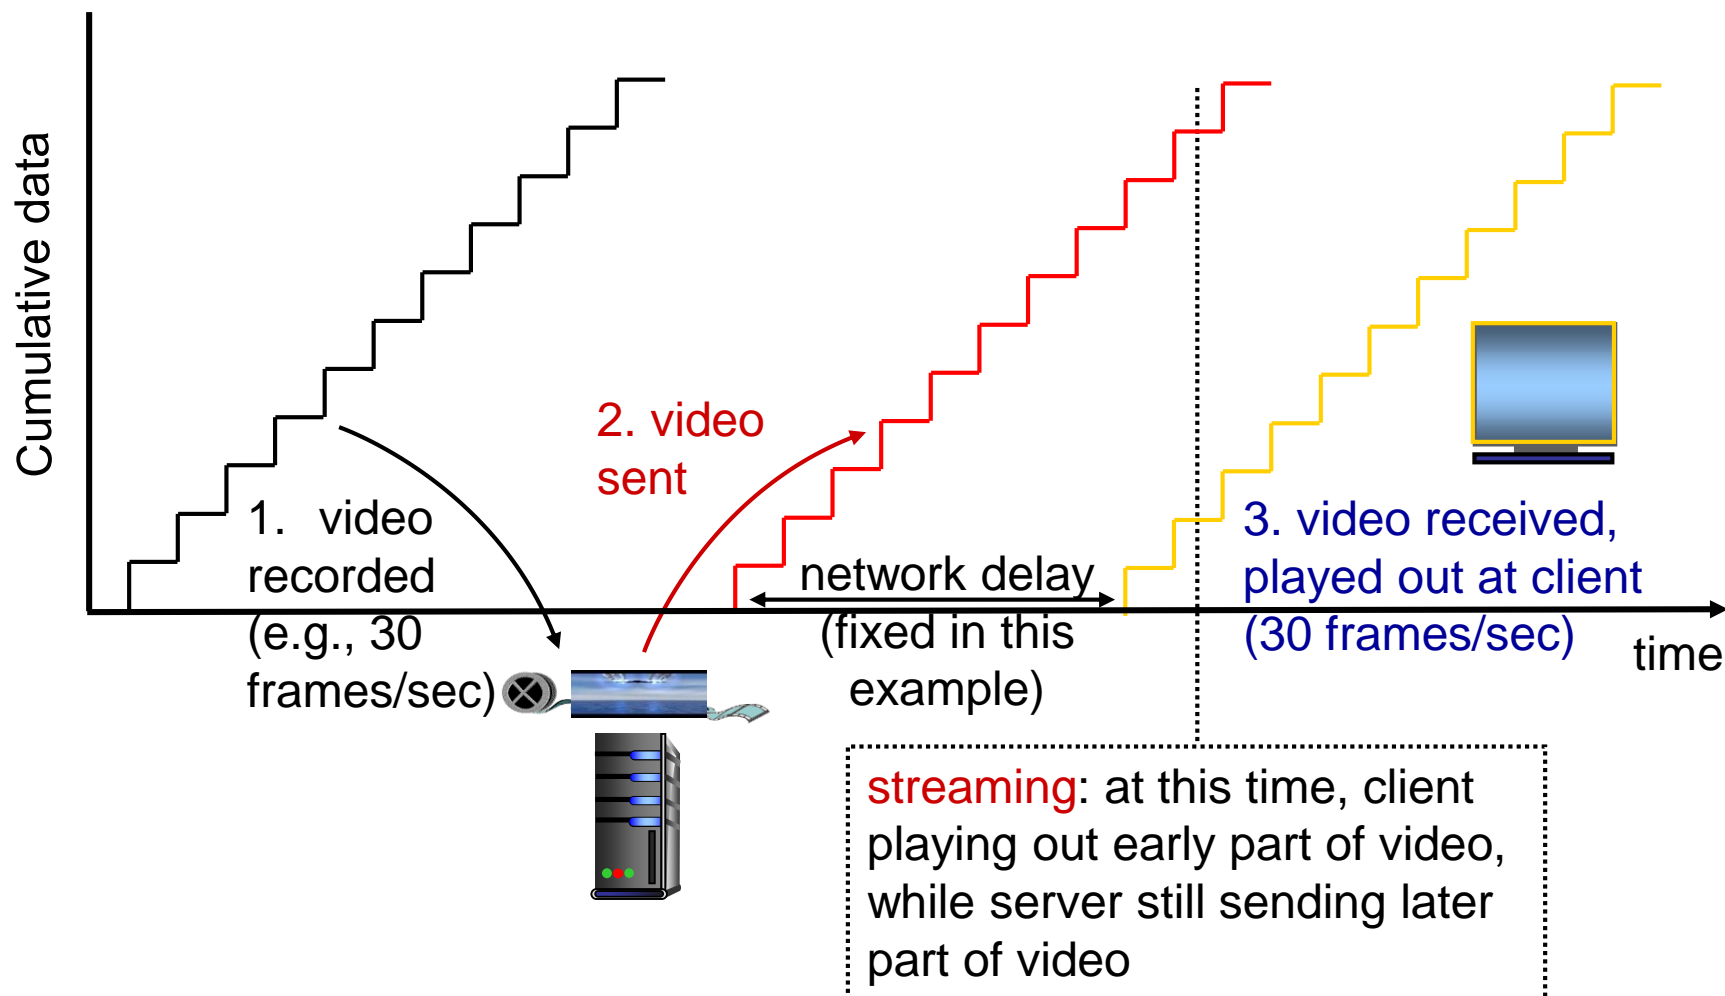 Cumulative data
1. video
recorded
(e.g., 30
frames/sec)
2. video
sent
network delay
(fixed in this
example)
3. video received,
played out at client
(30 frames/sec)
time
streaming: at this time, client
playing out early part of video,
while server still sending later
part of video